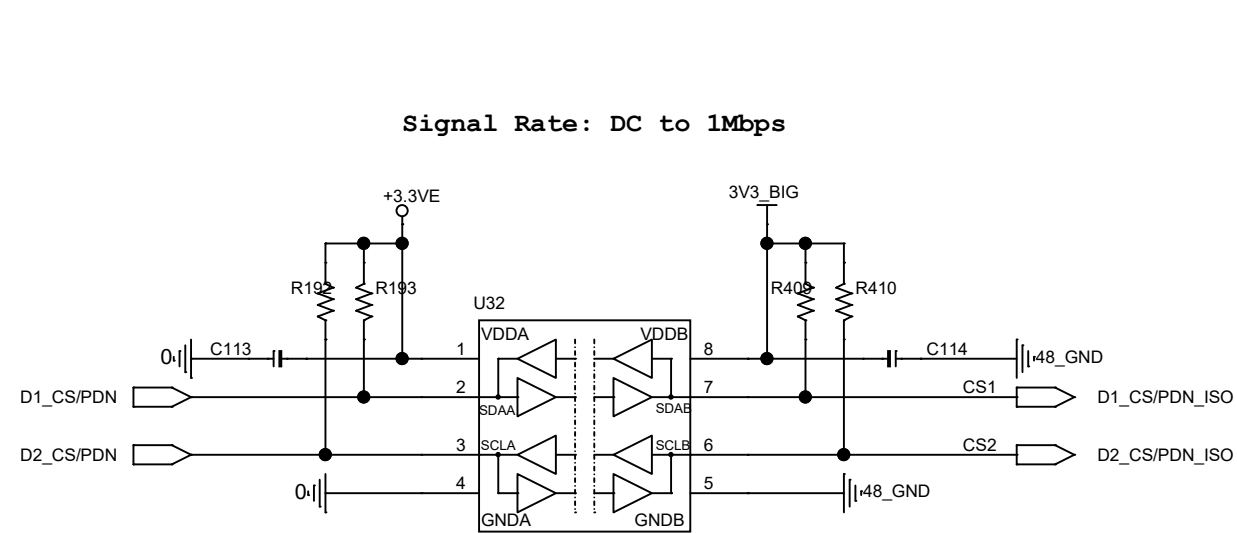 Signal Rate: DC to 1Mbps
+3.3VE
3V3_BIG
R192
R193
R409
R410
U32
VDDA
VDDB
0
C113
1
8
C114
48_GND
D1_CS/PDN
2
SDAA
SDAB
7
CS1
D1_CS/PDN_ISO
D2_CS/PDN
3
SCLA
SCLB
6
CS2
D2_CS/PDN_ISO
0
4
5
48_GND
GNDA
GNDB